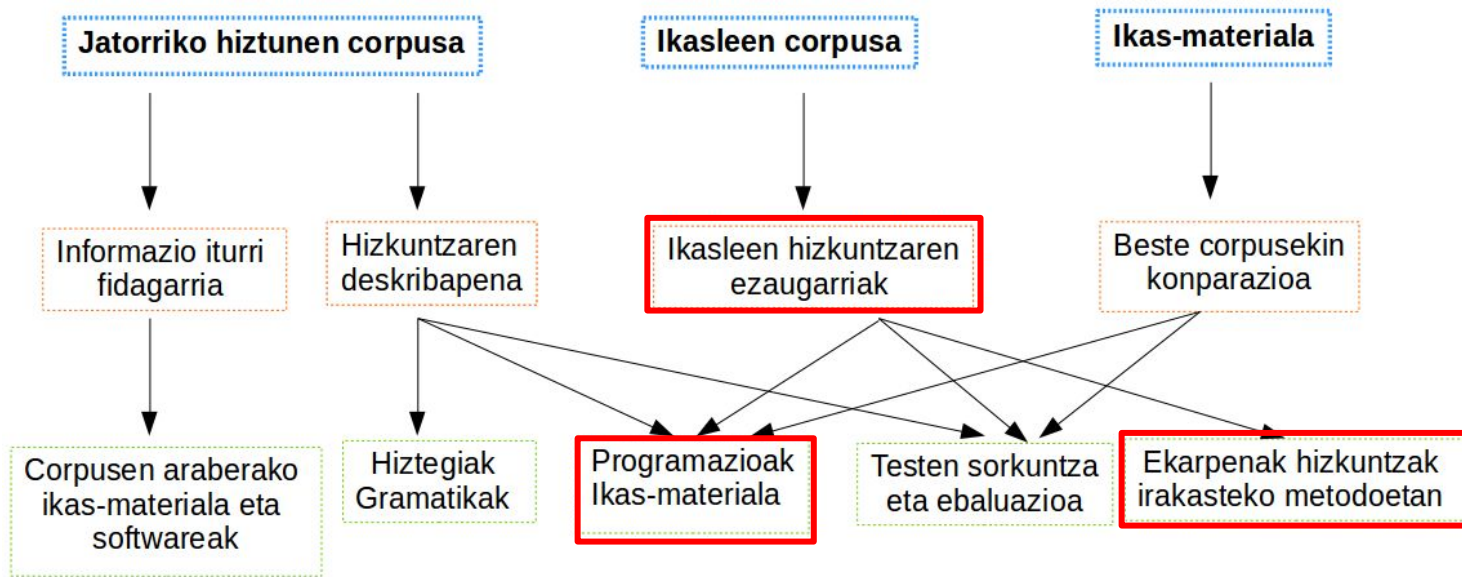 Jatorriko hiztunen corpusa
Ikasleen corpusa
Ikas-materiala
Informazio iturri
fidagarria
Hizkuntzaren
deskribapena
Ikasleen hizkuntzaren
ezaugarriak
Beste corpusekin
konparazioa
Corpusen araberako
ikas-materiala eta
softwareak
Hiztegiak
Gramatikak
Programazioak
Ikas-materiala
Testen sorkuntza
eta ebaluazioa
Ekarpenak hizkuntzak
irakasteko metodoetan